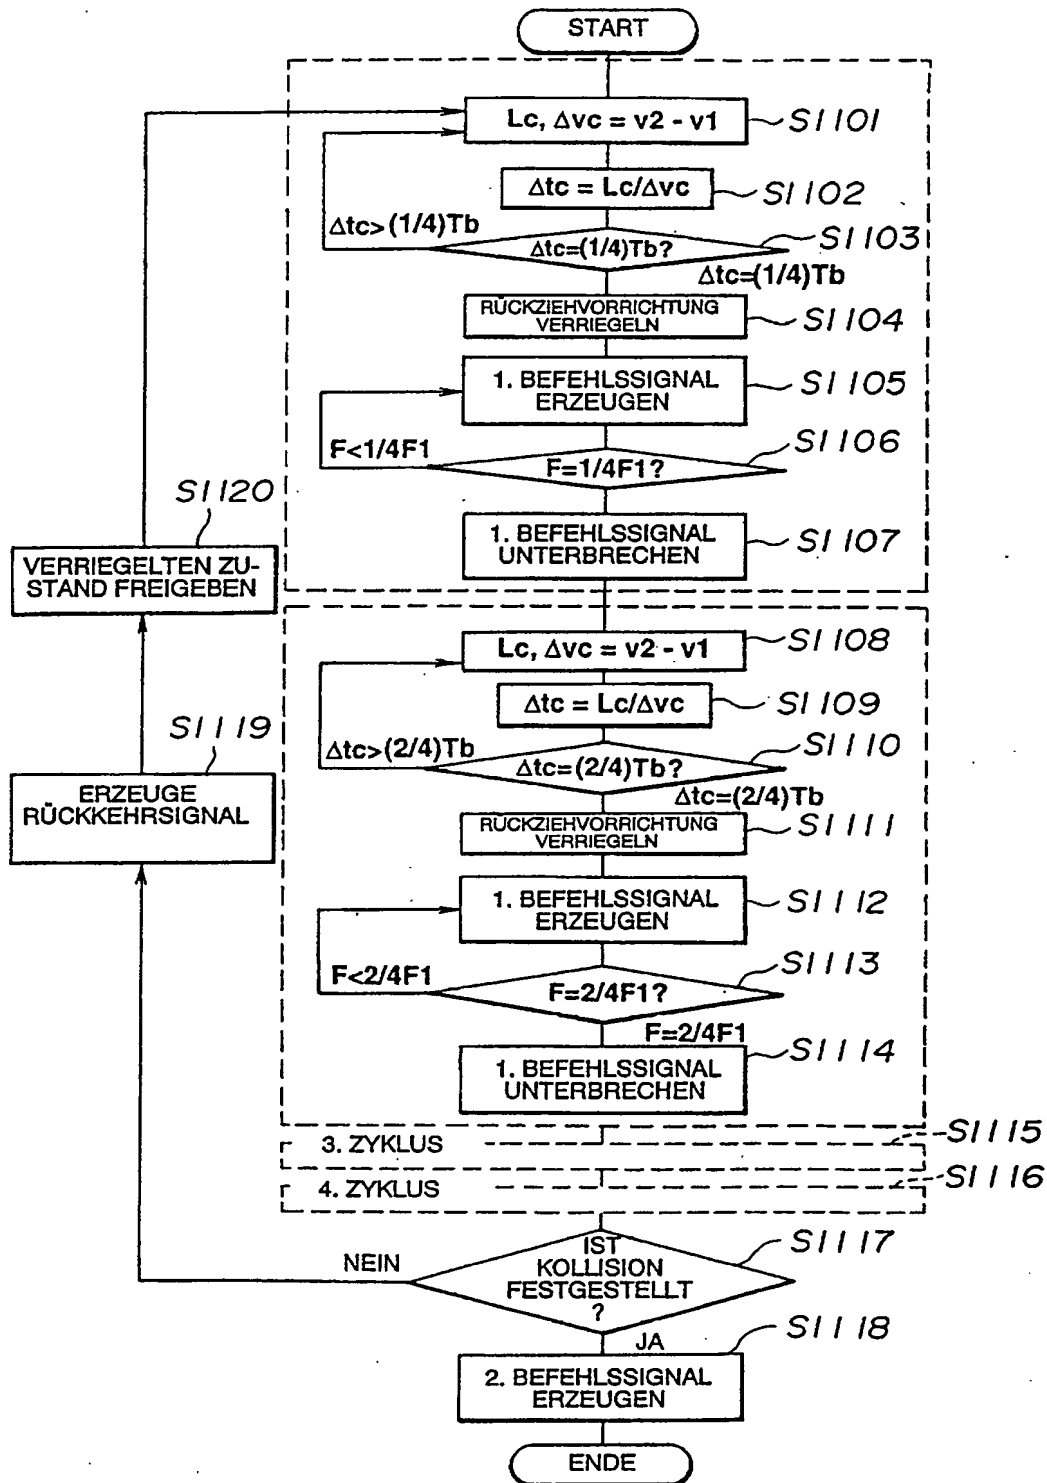 START
Lc, Δvc = v2 - v1
S1101
Δtc = Lc/Δvc
S1102
Δtc>(1/4)Tb
Δtc=(1/4)Tb?
S1103
Δtc=(1/4)Tb
RÜCKZIEHVORRICHTUNG
VERRIEGELN
S1104
1. BEFEHLSSIGNAL
ERZEUGEN
S1105
F<1/4F1
F=1/4F1?
S1106
1. BEFEHLSSIGNAL
UNTERBRECHEN
S1107
S1120
VERRIEGELTEN ZU-
STAND FREIGEBEN
Lc, Δvc = v2 - v1
S1108
Δtc = Lc/Δvc
S1109
Δtc>(2/4)Tb
Δtc=(2/4)Tb?
S1110
Δtc=(2/4)Tb
S1119
ERZEUGE
RÜCKKEHRSIGNAL
RÜCKZIEHVORRICHTUNG
VERRIEGELN
S1111
1. BEFEHLSSIGNAL
ERZEUGEN
S1112
F<2/4F1
F=2/4F1?
S1113
F=2/4F1
1. BEFEHLSSIGNAL
UNTERBRECHEN
S1114
3. ZYKLUS
S1115
4. ZYKLUS
S1116
NEIN
IST
KOLLISION
FESTGESTELLT
?
S1117
JA
2. BEFEHLSSIGNAL
ERZEUGEN
S1118
ENDE